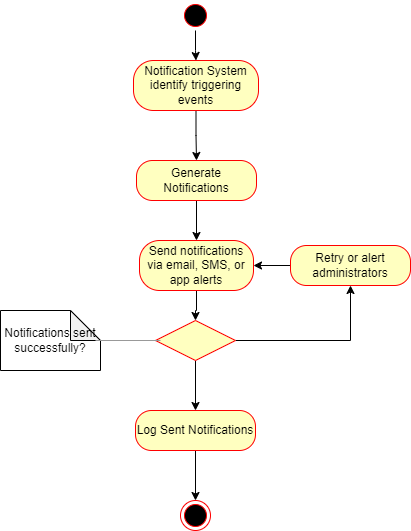 Notification System
identify triggering
events
Generate
Notifications
Send notifications
via email, SMS, or
app alerts
Retry or alert
administrators
Notifications sent
successfully?
Log Sent Notifications